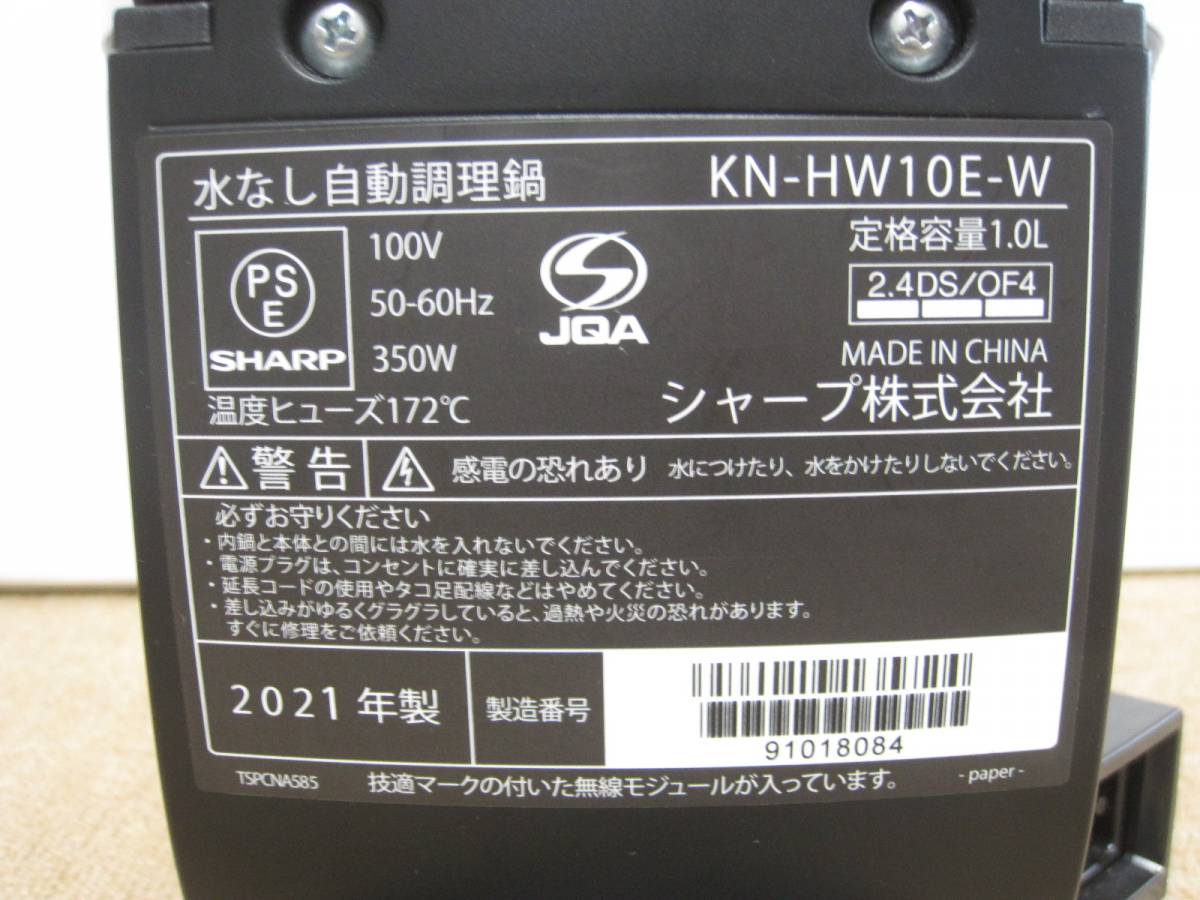 水なし自動調理鍋 KN-HW10E-W
PSE
SHARP
100V
50-60Hz
350W
温度ヒューズ172℃
JQA
定格容量1.0L
2.4DS/OF4
MADE IN CHINA
シャープ株式会社
警告 感電の恐れあり 水につけたり、水をかけたりしないでください。
必ずお守りください
・内鍋と本体との間には水を入れないでください。
・電源プラグは、コンセントに確実に差し込んでください。
・延長コードの使用やタコ足配線などはやめてください。
・差し込みがゆるくグラグラしていると、過熱や火災の恐れがあります。
すぐに修理をご依頼ください。
2021年製 製造番号 91018084
TSPCNA585 技適マークの付いた無線モジュールが入っています。 - paper -